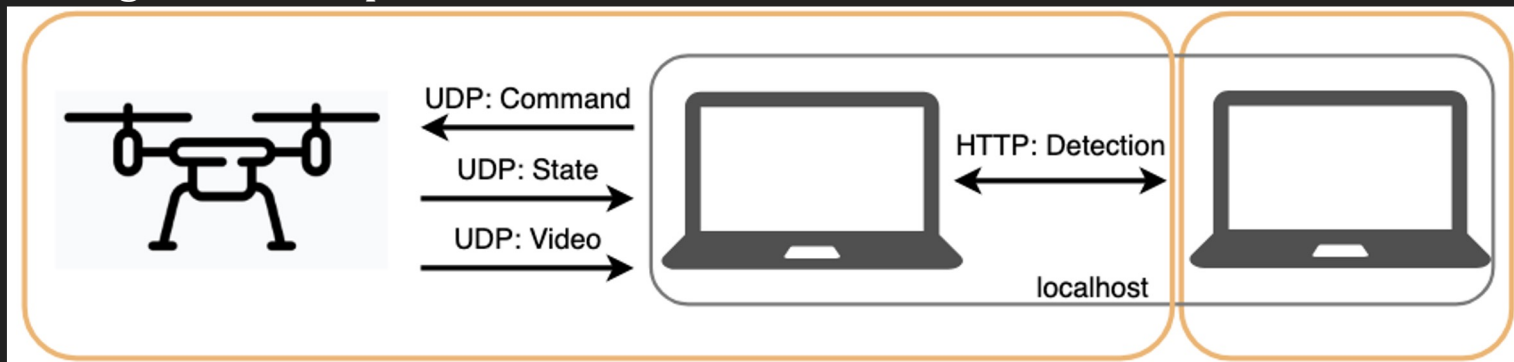 UDP: Command
UDP: State
UDP: Video
HTTP: Detection
localhost